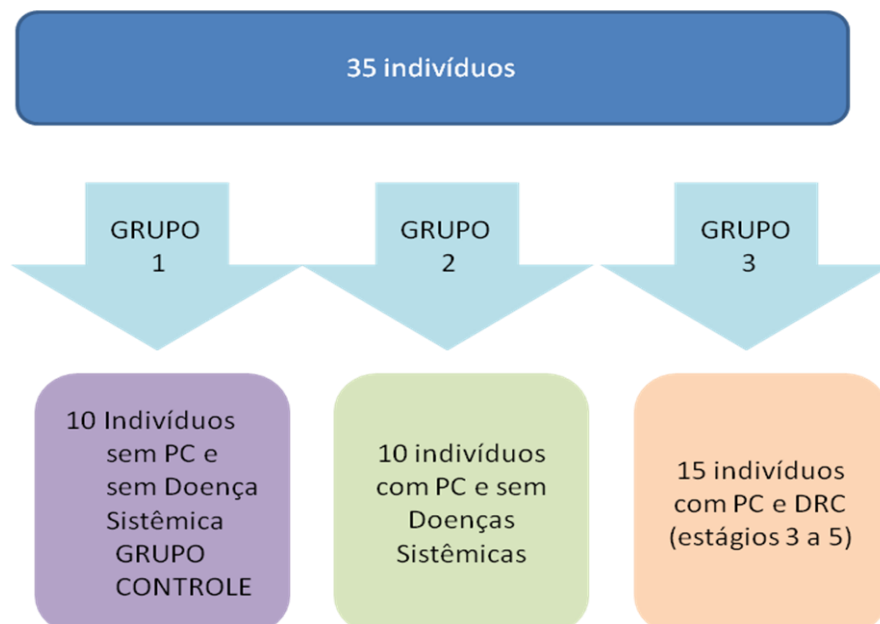 35 indivíduos
GRUPO
1
GRUPO
2
GRUPO
3
10 Indivíduos
sem PC e
sem Doença
Sistêmica
GRUPO
CONTROLE
10 indivíduos
com PC e sem
Doenças
Sistêmicas
15 indivíduos
com PC e DRC
(estágios 3 a 5)